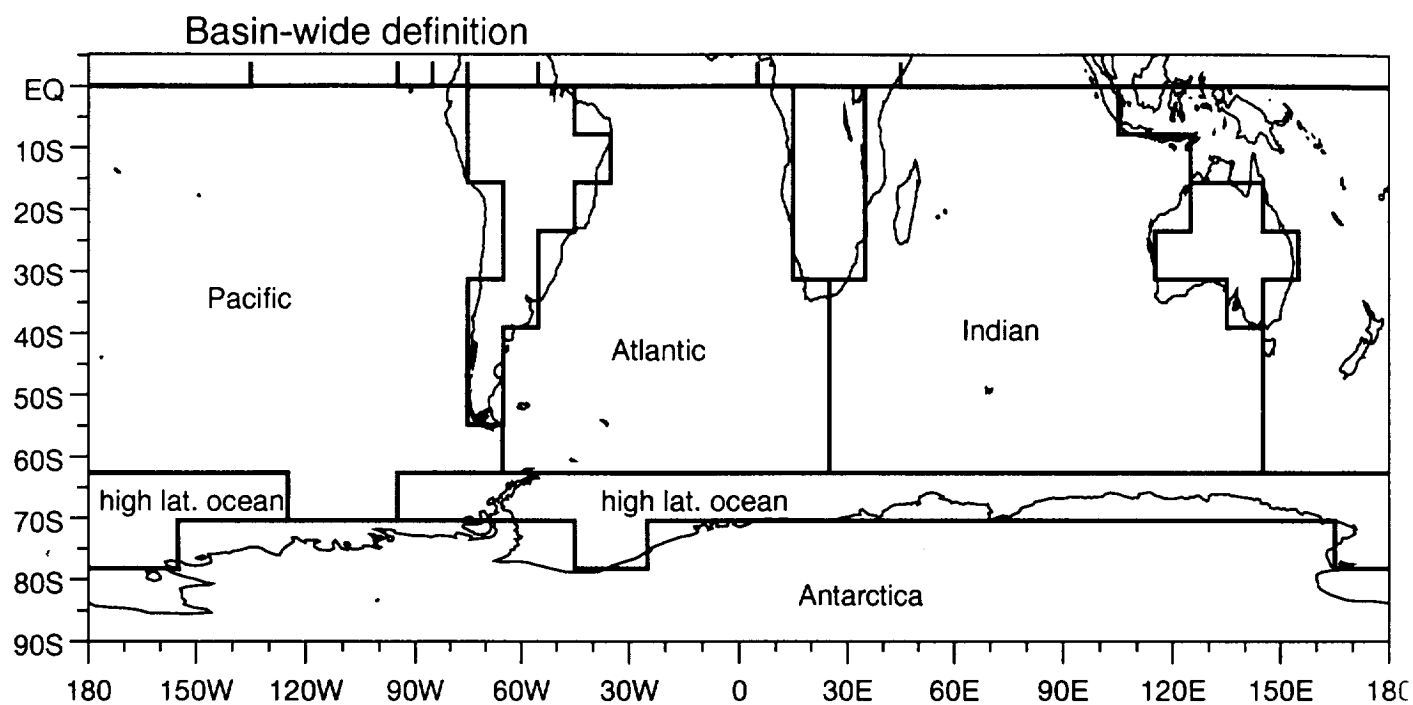 Basin-wide definition
EQ
10S
20S
30S
40S
50S
60S
70S
80S
90S
Pacific
Atlantic
Indian
high lat. ocean
high lat. ocean
Antarctica
180 150W 120W 90W 60W 30W 0 30E 60E 90E 120E 150E 180